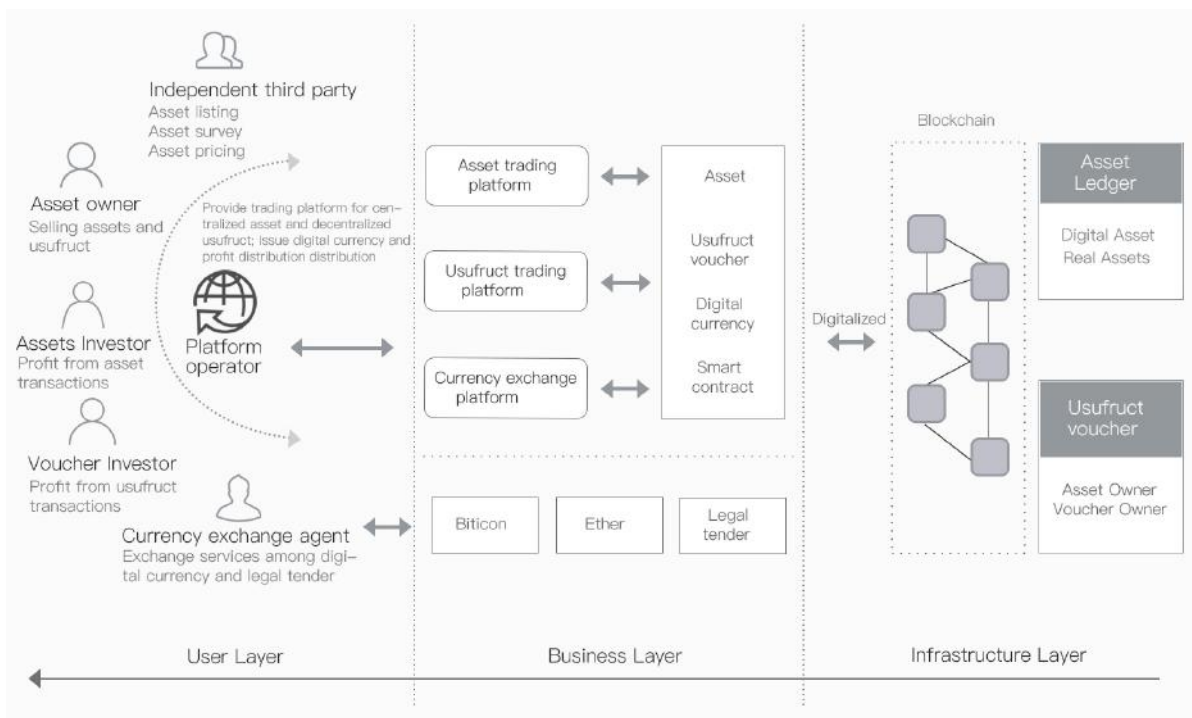 Independent third party
Asset listing
Asset survey
Asset pricing
Asset owner
Selling assets and
usufruct
Provide trading platform for cen-
tralized asset and decentralized
usufruct; issue digital currency and
profit distribution distribution
Assets Investor
Profit from asset
transactions
Platform
operator
Voucher Investor
Profit from usufruct
transactions
Currency exchange agent
Exchange services among digi-
tal currency and legal tender
User Layer
Asset trading
platform
Usufruct trading
platform
Currency exchange
platform
Asset
Usufruct
voucher
Digital
currency
Smart
contract
Biticon
Ether
Legal
tender
Business Layer
Digitalized
Blockchain
Asset
Ledger
Digital Asset
Real Assets
Usufruct
voucher
Asset Owner
Voucher Owner
Infrastructure Layer